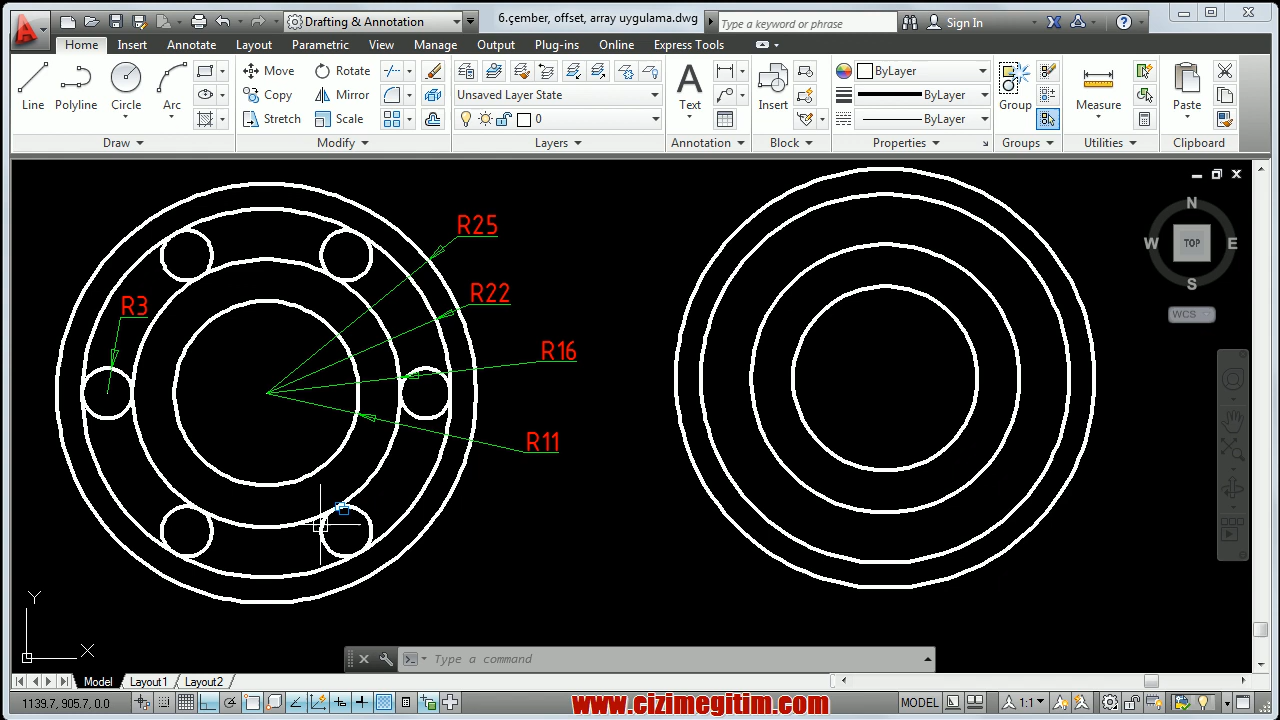 Drafting & Annotation
6.çember, offset, array uygulama.dwg
Type a keyword or phrase
Sign In
Home Insert Annotate Layout Parametric View Manage Output Plug-ins Online Express Tools
Line Polyline Circle Arc
Move Rotate
Copy Mirror
Stretch Scale
Unsaved Layer State
0
Text
Insert
ByLayer
ByLayer
ByLayer
Group
Measure
Paste
Draw Modify Layers Annotation Block Properties Groups Utilities Clipboard
R25
R22
R16
R11
R3
N
W TOP E
S
WCS
Y
X
Type a command
Model Layout1 Layout2
1139.7, 905.7, 0.0
www.cizimegitim.com
MODEL
1:1